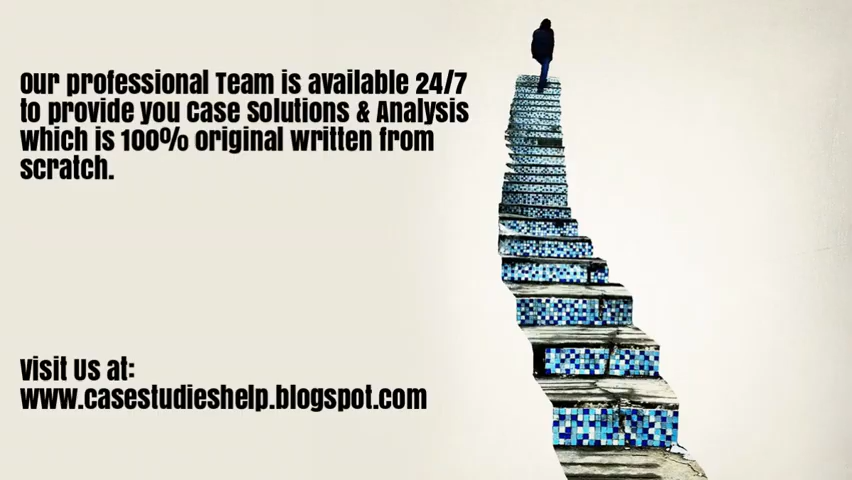 Our professional Team is available 24/7
to provide you Case Solutions & Analysis
which is 100% original written from
scratch.
Visit Us at:
www.casestudieshelp.blogspot.com